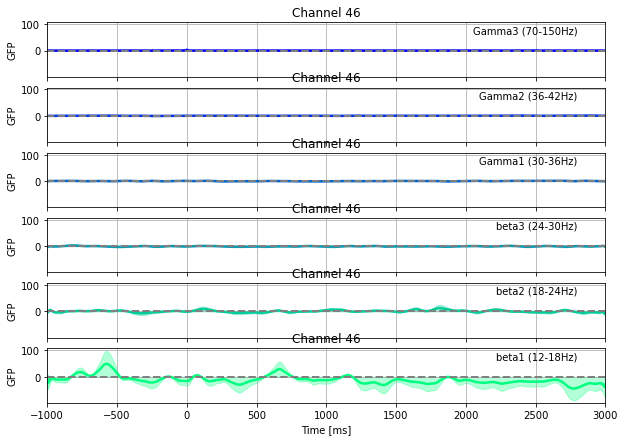 Channel 46
100
0
GFP
Gamma3 (70-150Hz)
Channel 46
100
0
GFP
Gamma2 (36-42Hz)
Channel 46
100
0
GFP
Gamma1 (30-36Hz)
Channel 46
100
0
GFP
beta3 (24-30Hz)
Channel 46
100
0
GFP
beta2 (18-24Hz)
Channel 46
100
0
GFP
beta1 (12-18Hz)
−1000 −500 0 500 1000 1500 2000 2500 3000
Time [ms]